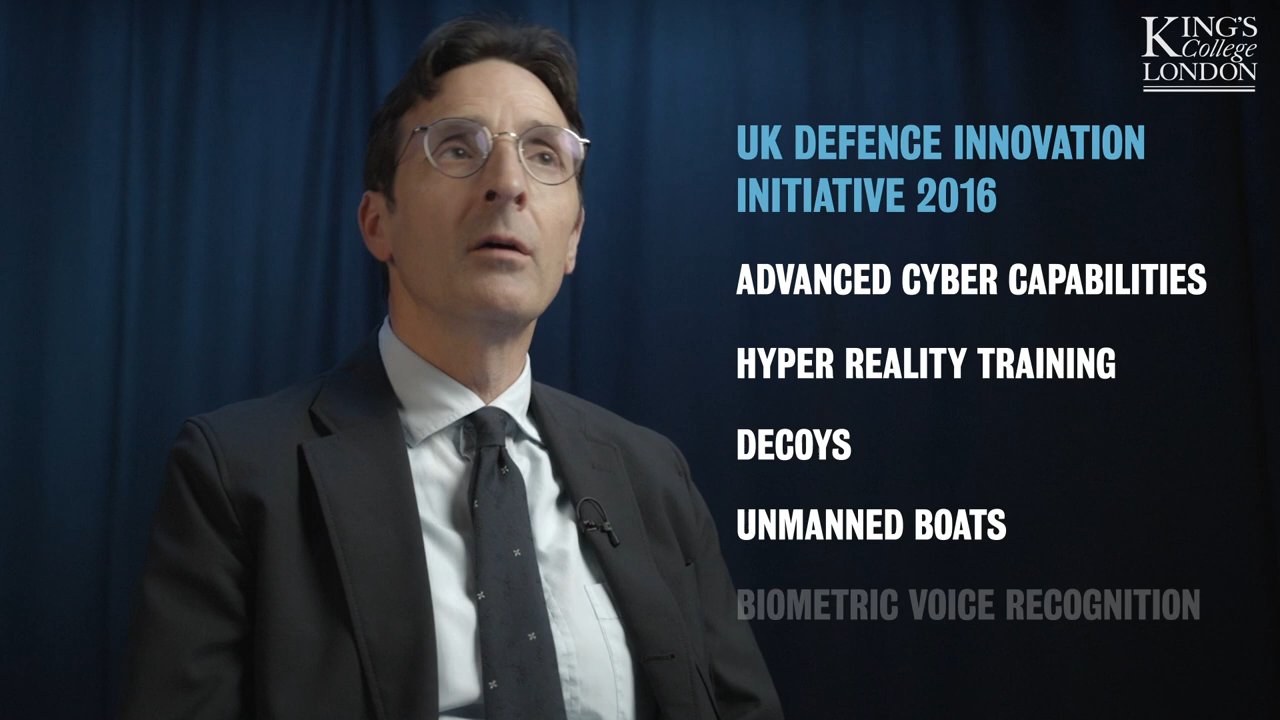 KING'S
College
LONDON
UK DEFENCE INNOVATION
INITIATIVE 2016
ADVANCED CYBER CAPABILITIES
HYPER REALITY TRAINING
DECOYS
UNMANNED BOATS
BIOMETRIC VOICE RECOGNITION